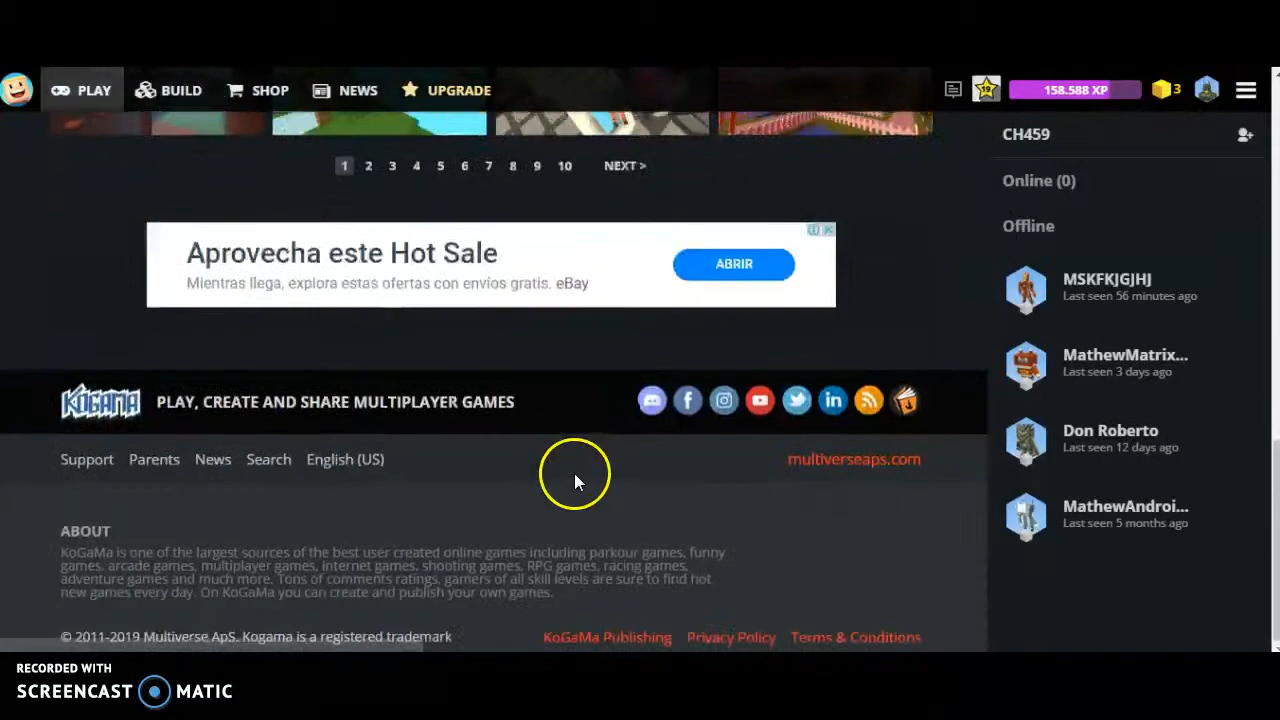 PLAY BUILD SHOP NEWS UPGRADE 19 158.588 XP 3
CH459
1 2 3 4 5 6 7 8 9 10 NEXT >
Online (0)
Offline
Aprovecha este Hot Sale
Mientras llega, explora estas ofertas con envíos gratis. eBay
ABRIR
MSKFKJGJHJ
Last seen 56 minutes ago
MathewMatrix...
Last seen 3 days ago
KOGAMA PLAY, CREATE AND SHARE MULTIPLAYER GAMES
Don Roberto
Last seen 12 days ago
Support Parents News Search English (US) multiverseaps.com
MathewAndroi...
Last seen 5 months ago
ABOUT
KoGaMa is one of the largest sources of the best user created online games including parkour games, funny
games, arcade games, multiplayer games, internet games, shooting games, RPG games, racing games,
adventure games and much more. Tons of comments ratings, gamers of all skill levels are sure to find hot
new games every day. On KoGaMa you can create and publish your own games.
© 2011-2019 Multiverse ApS. Kogama is a registered trademark KoGaMa Publishing Privacy Policy Terms & Conditions
RECORDED WITH
SCREENCAST MATIC